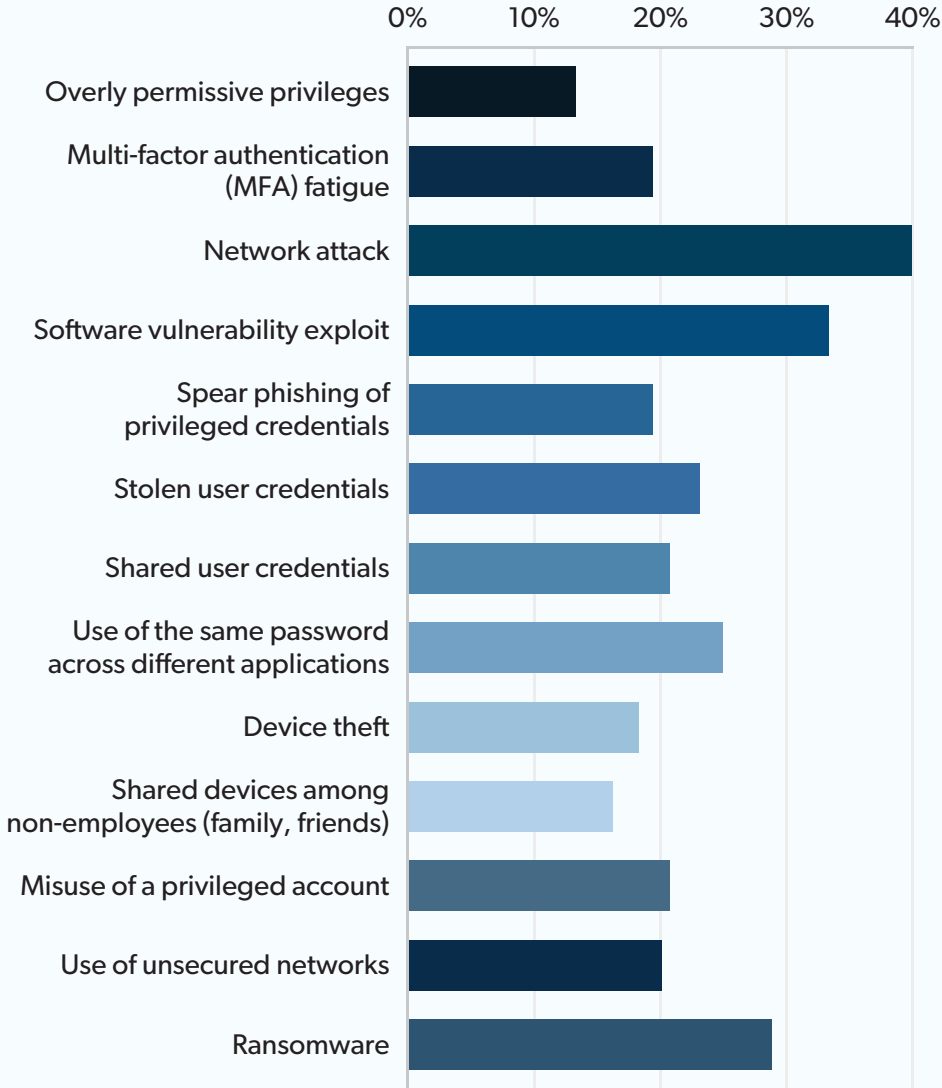 0% 10% 20% 30% 40%
Overly permissive privileges
Multi-factor authentication
(MFA) fatigue
Network attack
Software vulnerability exploit
Spear phishing of
privileged credentials
Stolen user credentials
Shared user credentials
Use of the same password
across different applications
Device theft
Shared devices among
non-employees (family, friends)
Misuse of a privileged account
Use of unsecured networks
Ransomware